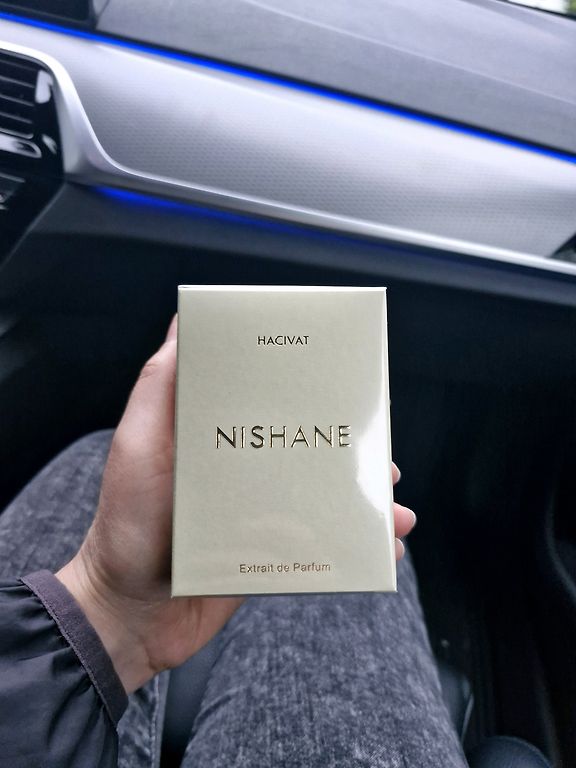 HACIVAT
NISHANE
Extrait de Parfum